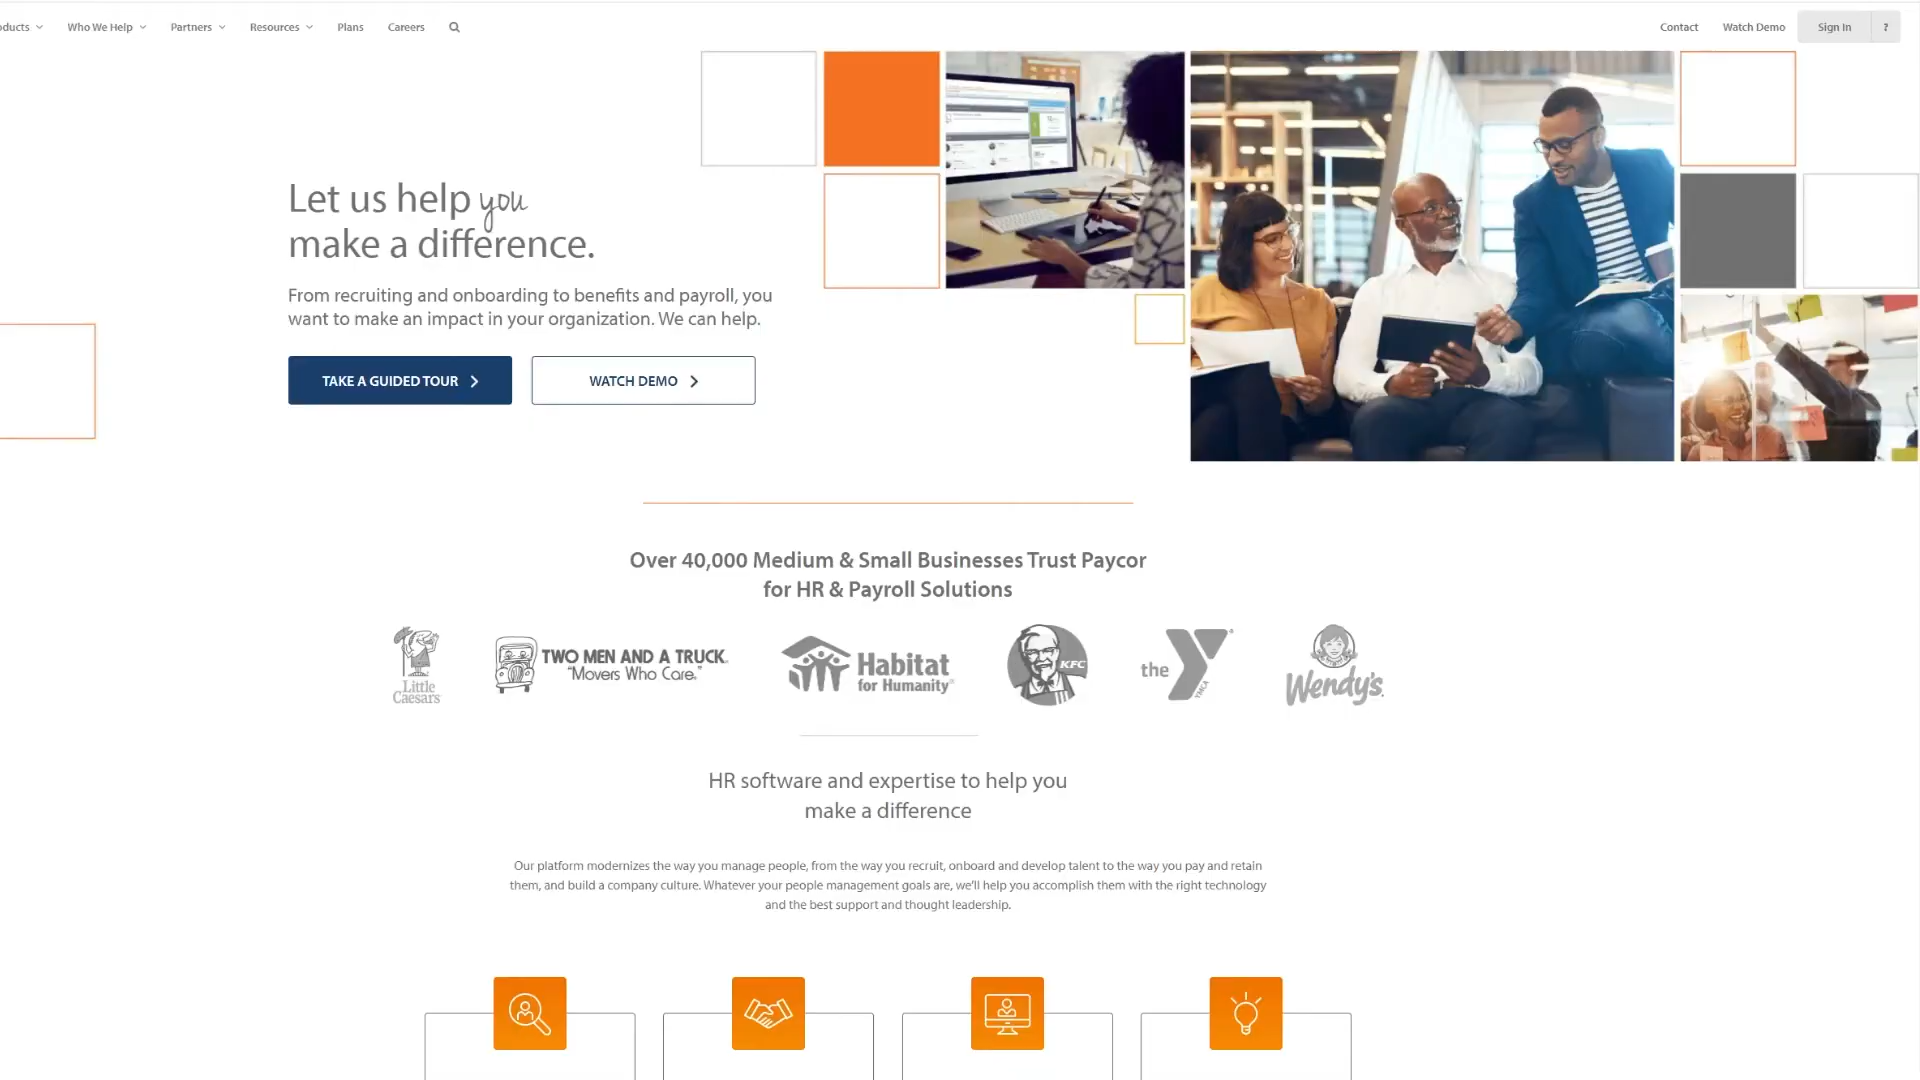 Who We Help
Partners
Resources
Plans
Careers
Contact
Watch Demo
Sign In
?
Let us help you
make a difference.
From recruiting and onboarding to benefits and payroll, you
want to make an impact in your organization. We can help.
TAKE A GUIDED TOUR
WATCH DEMO
Over 40,000 Medium & Small Businesses Trust Paycor
for HR & Payroll Solutions
Little
Caesars
TWO MEN AND A TRUCK
"Movers Who Care."
Habitat
for Humanity®
KFC
the
YMCA
Wendy's
HR software and expertise to help you
make a difference
Our platform modernizes the way you manage people, from the way you recruit, onboard and develop talent to the way you pay and retain
them, and build a company culture. Whatever your people management goals are, we'll help you accomplish them with the right technology
and the best support and thought leadership.